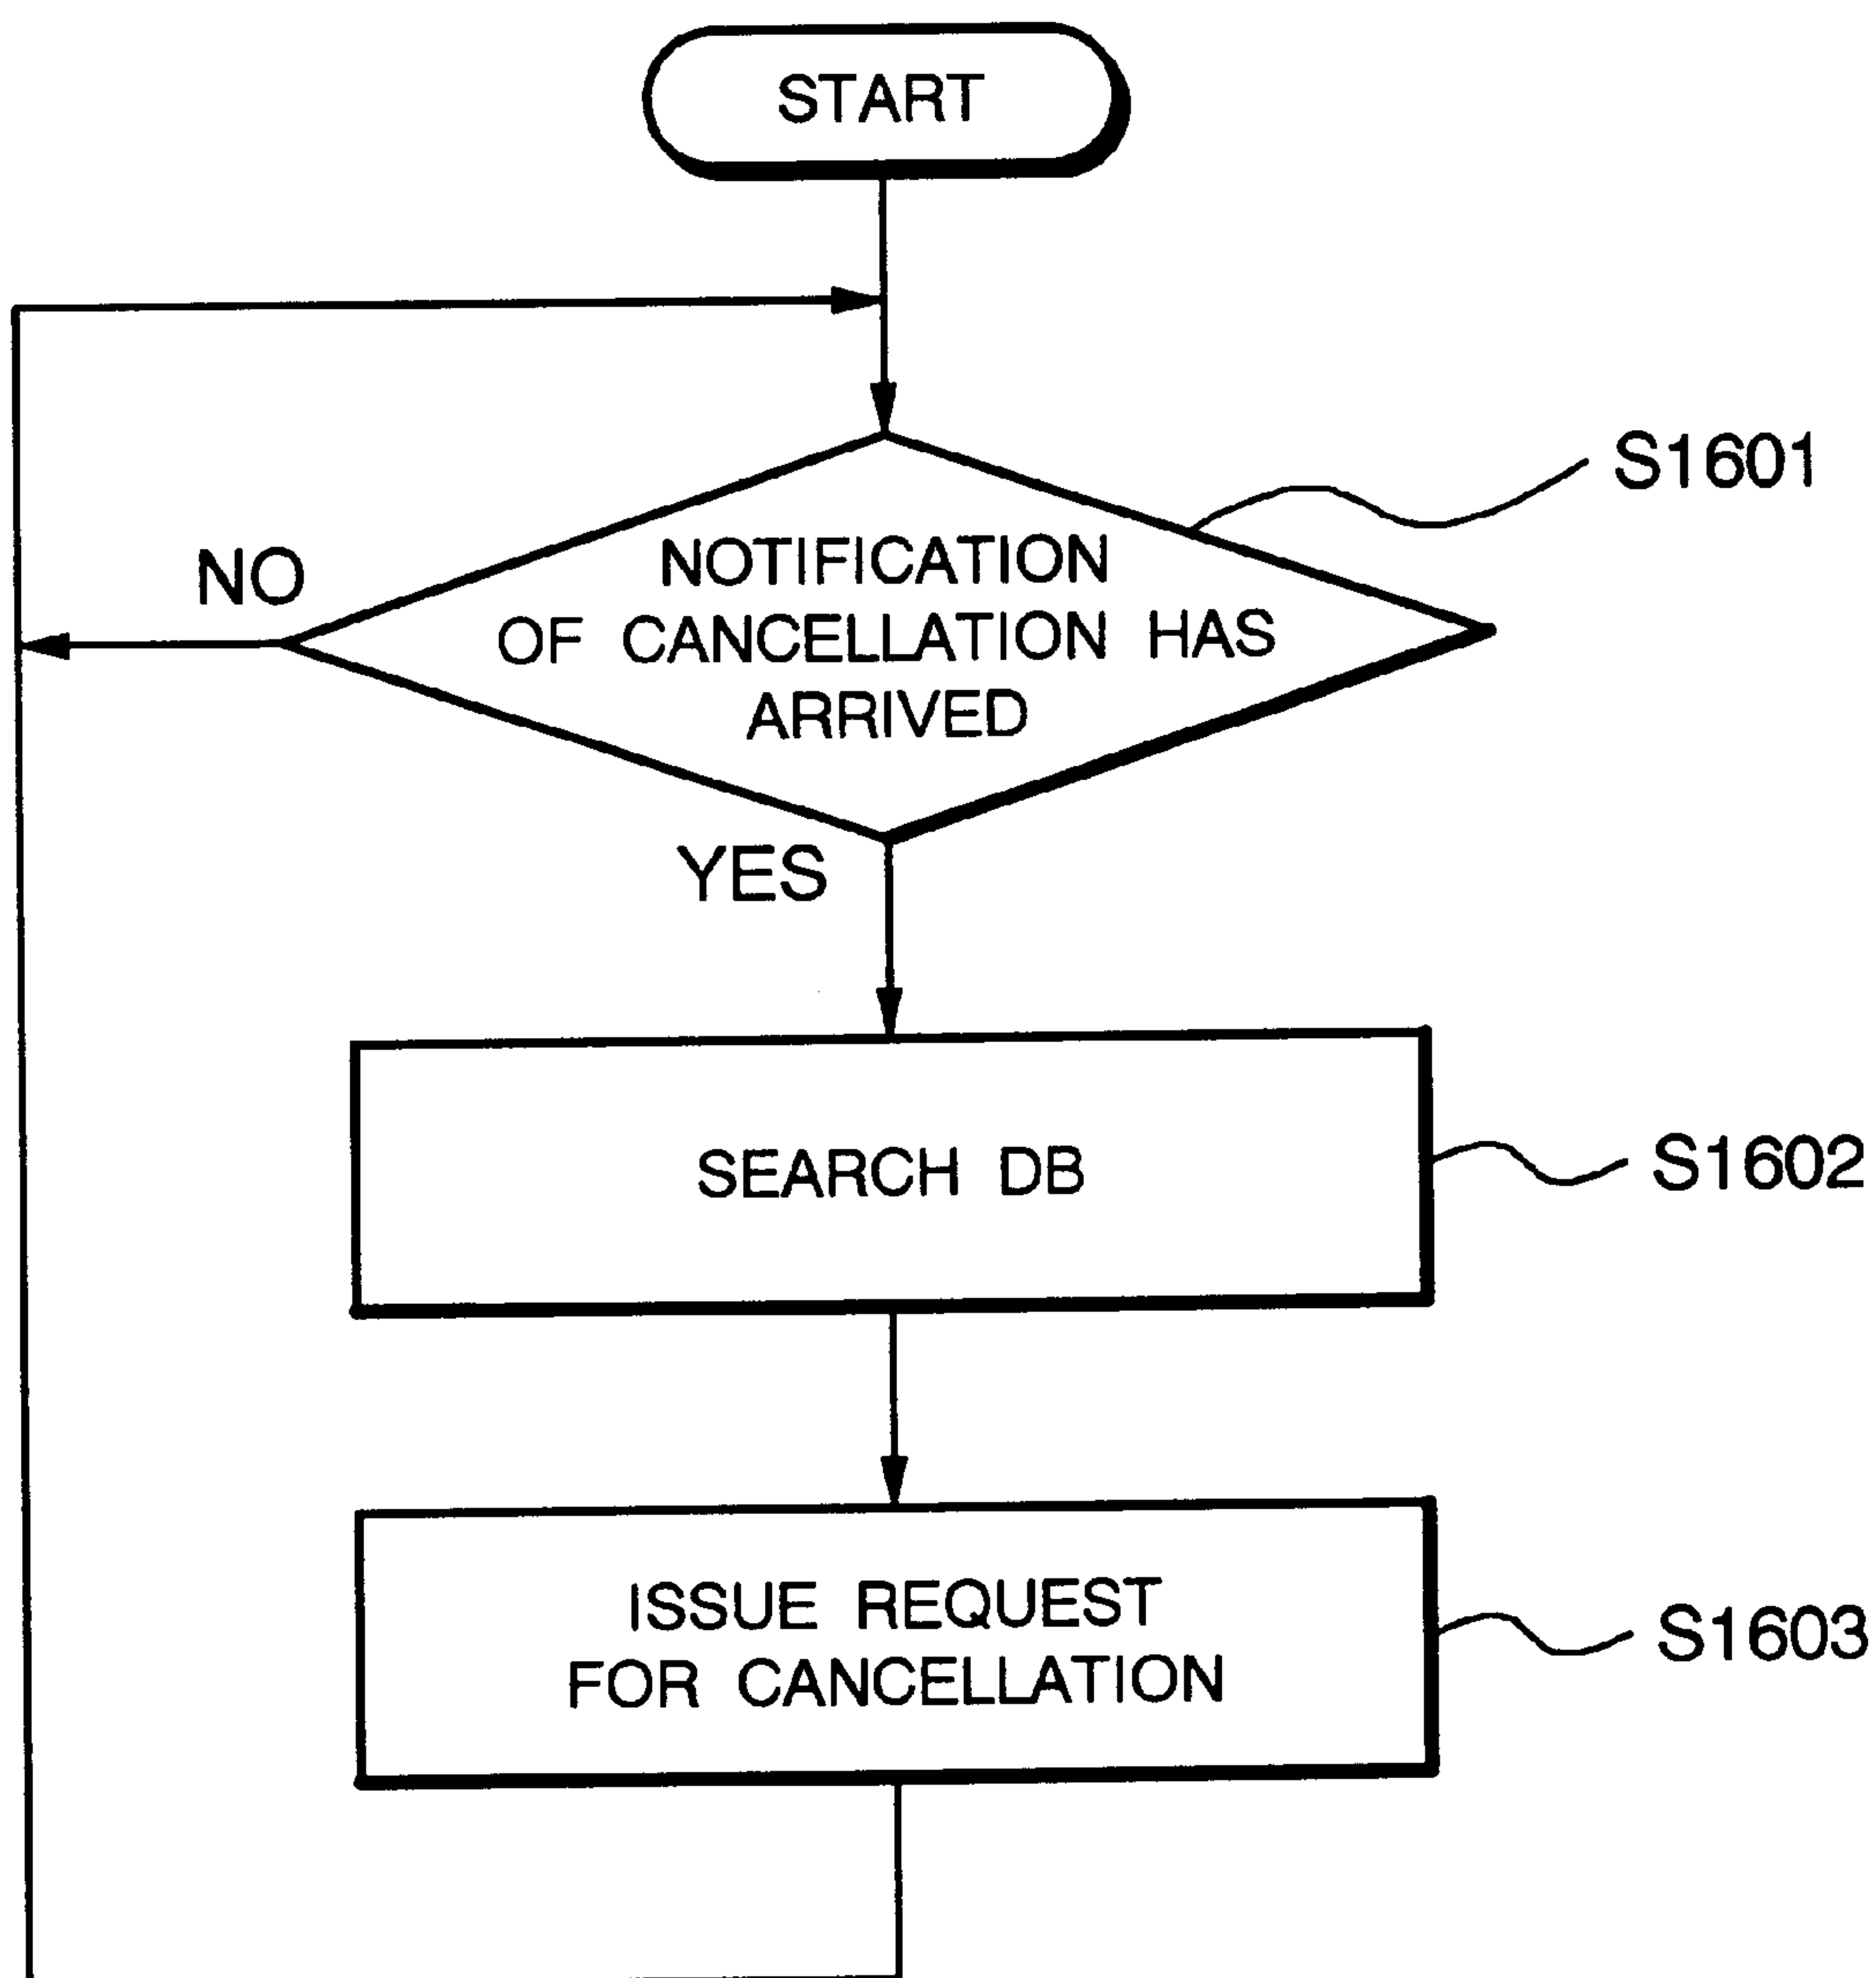 START
S1601
NO
NOTIFICATION
OF CANCELLATION HAS
ARRIVED
YES
SEARCH DB
S1602
ISSUE REQUEST
FOR CANCELLATION
S1603